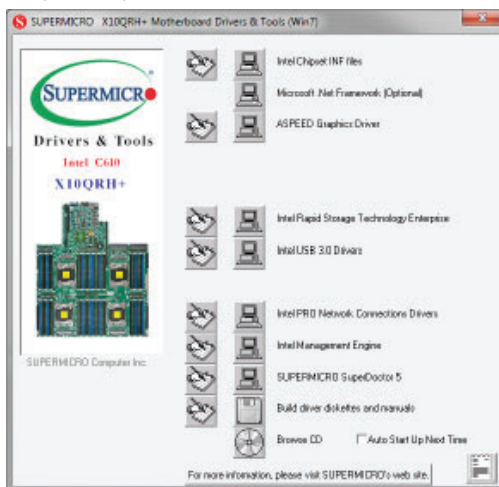 SUPERMICRO X10QRH+ Motherboard Drivers & Tools (Win7)
SUPERMICRO
Drivers & Tools
Intel C610
X10QRH+
SUPERMICRO Computer Inc.
Intel Chipset INF files
Microsoft .Net Framework (Optional)
ASPEED Graphics Driver
Intel Rapid Storage Technology Enterprise
Intel USB 3.0 Drivers
Intel PRO Network Connections Drivers
Intel Management Engine
SUPERMICRO SuperDoctor 5
Build driver diskettes and manuals
Browse CD
Auto Start Up Next Time
For more information, please visit SUPERMICRO's web site.